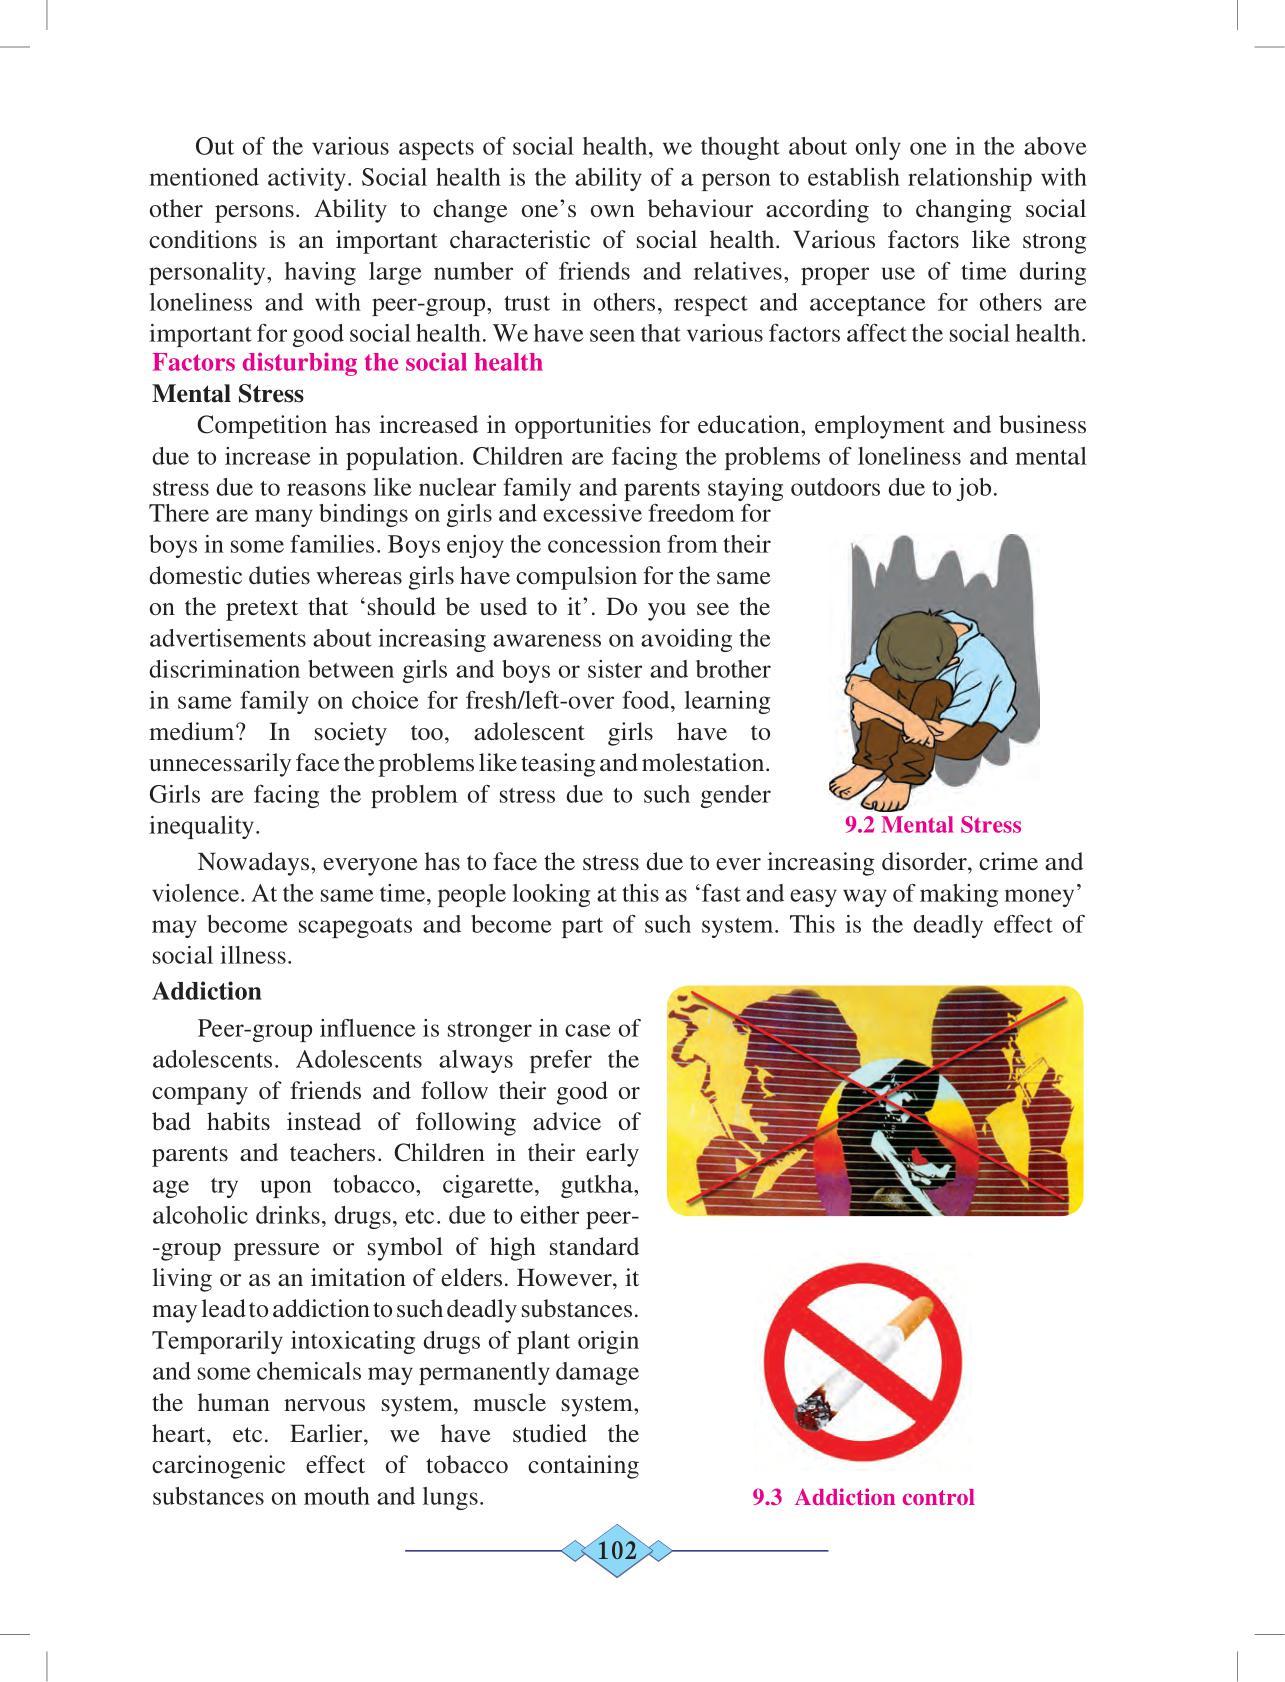 Out of the various aspects of social health, we thought about only one in the above
mentioned activity. Social health is the ability of a person to establish relationship with
other persons. Ability to change one’s own behaviour according to changing social
conditions is an important characteristic of social health. Various factors like strong
personality, having large number of friends and relatives, proper use of time during
loneliness and with peer-group, trust in others, respect and acceptance for others are
important for good social health. We have seen that various factors affect the social health.
Factors disturbing the social health
Mental Stress
Competition has increased in opportunities for education, employment and business
due to increase in population. Children are facing the problems of loneliness and mental
stress due to reasons like nuclear family and parents staying outdoors due to job.
There are many bindings on girls and excessive freedom for
boys in some families. Boys enjoy the concession from their
domestic duties whereas girls have compulsion for the same
on the pretext that ‘should be used to it’. Do you see the
advertisements about increasing awareness on avoiding the
discrimination between girls and boys or sister and brother
in same family on choice for fresh/left-over food, learning
medium? In society too, adolescent girls have to
unnecessarily face the problems like teasing and molestation.
Girls are facing the problem of stress due to such gender
inequality.
9.2 Mental Stress
Nowadays, everyone has to face the stress due to ever increasing disorder, crime and
violence. At the same time, people looking at this as ‘fast and easy way of making money’
may become scapegoats and become part of such system. This is the deadly effect of
social illness.
Addiction
Peer-group influence is stronger in case of
adolescents. Adolescents always prefer the
company of friends and follow their good or
bad habits instead of following advice of
parents and teachers. Children in their early
age try upon tobacco, cigarette, gutkha,
alcoholic drinks, drugs, etc. due to either peer-
-group pressure or symbol of high standard
living or as an imitation of elders. However, it
may lead to addiction to such deadly substances.
Temporarily intoxicating drugs of plant origin
and some chemicals may permanently damage
the human nervous system, muscle system,
heart, etc. Earlier, we have studied the
carcinogenic effect of tobacco containing
substances on mouth and lungs.
9.3 Addiction control
102